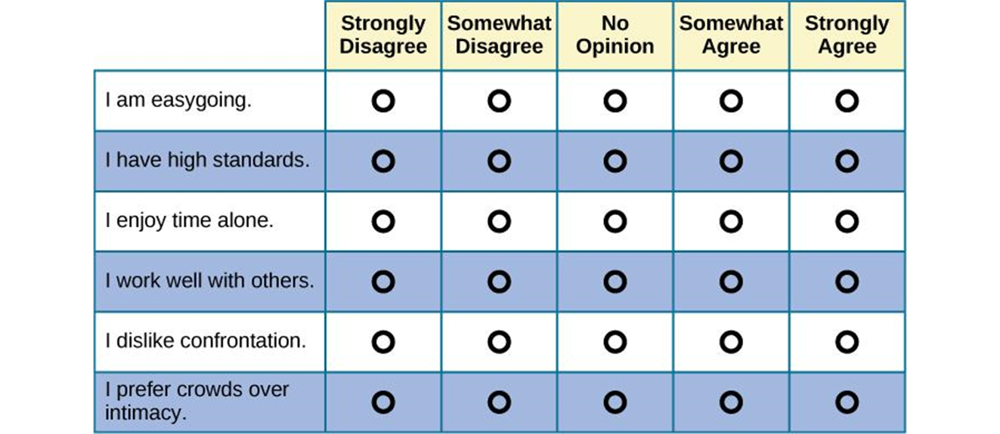 Strongly Disagree
Somewhat Disagree
No Opinion
Somewhat Agree
Strongly Agree
I am easygoing.
I have high standards.
I enjoy time alone.
I work well with others.
I dislike confrontation.
I prefer crowds over
intimacy.